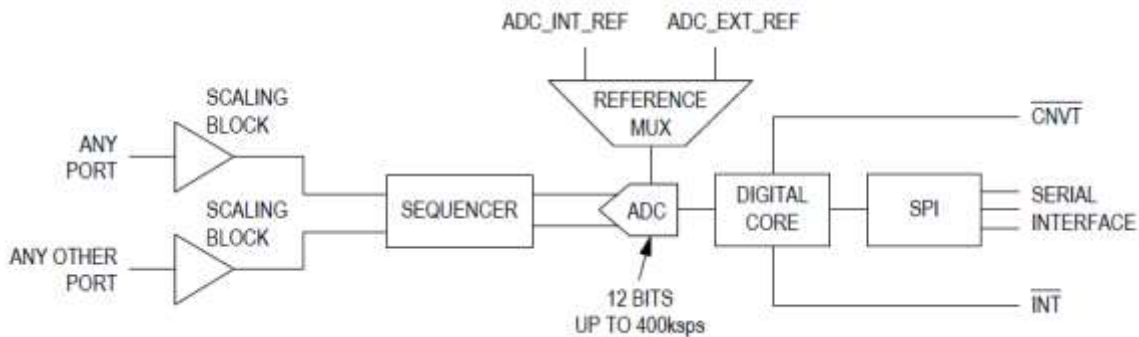 ADC_INT_REF
ADC_EXT_REF
SCALING
BLOCK
REFERENCE
MUX
CNVT
ANY
PORT
SEQUENCER
ADC
DIGITAL
CORE
SPI
SERIAL
INTERFACE
SCALING
BLOCK
ANY OTHER
PORT
12 BITS
UP TO 400ksps
INT